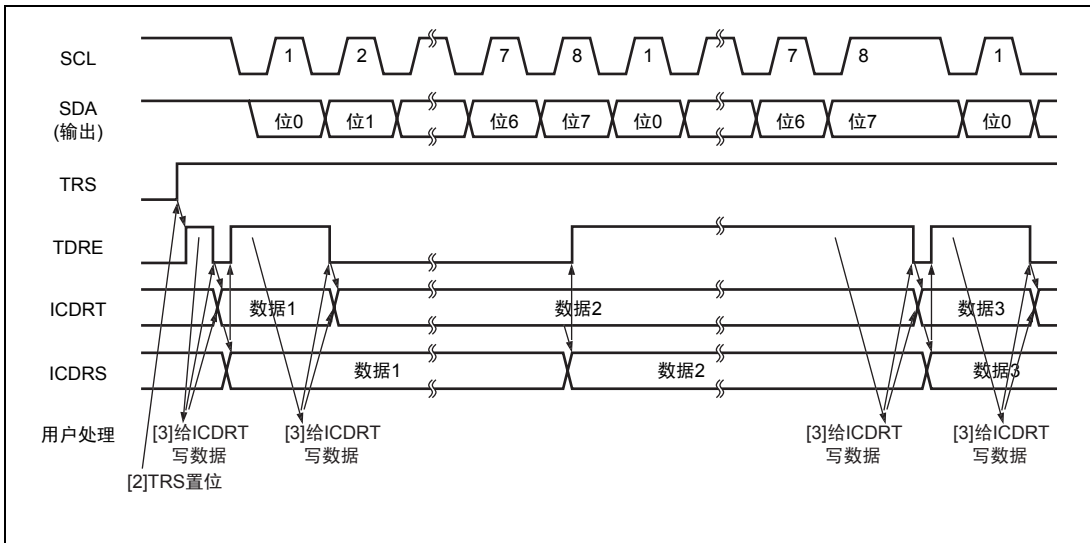 SCL 1 2 7 8 1 7 8 1
SDA
(输出) 位0 位1 位6 位7 位0 位6 位7 位0
TRS
TDRE
ICDRT 数据1 数据2 数据3
ICDRS 数据1 数据2 数据3
用户处理 [3]给ICDRT [3]给ICDRT [3]给ICDRT [3]给ICDRT
写数据 写数据 写数据 写数据
[2]TRS置位